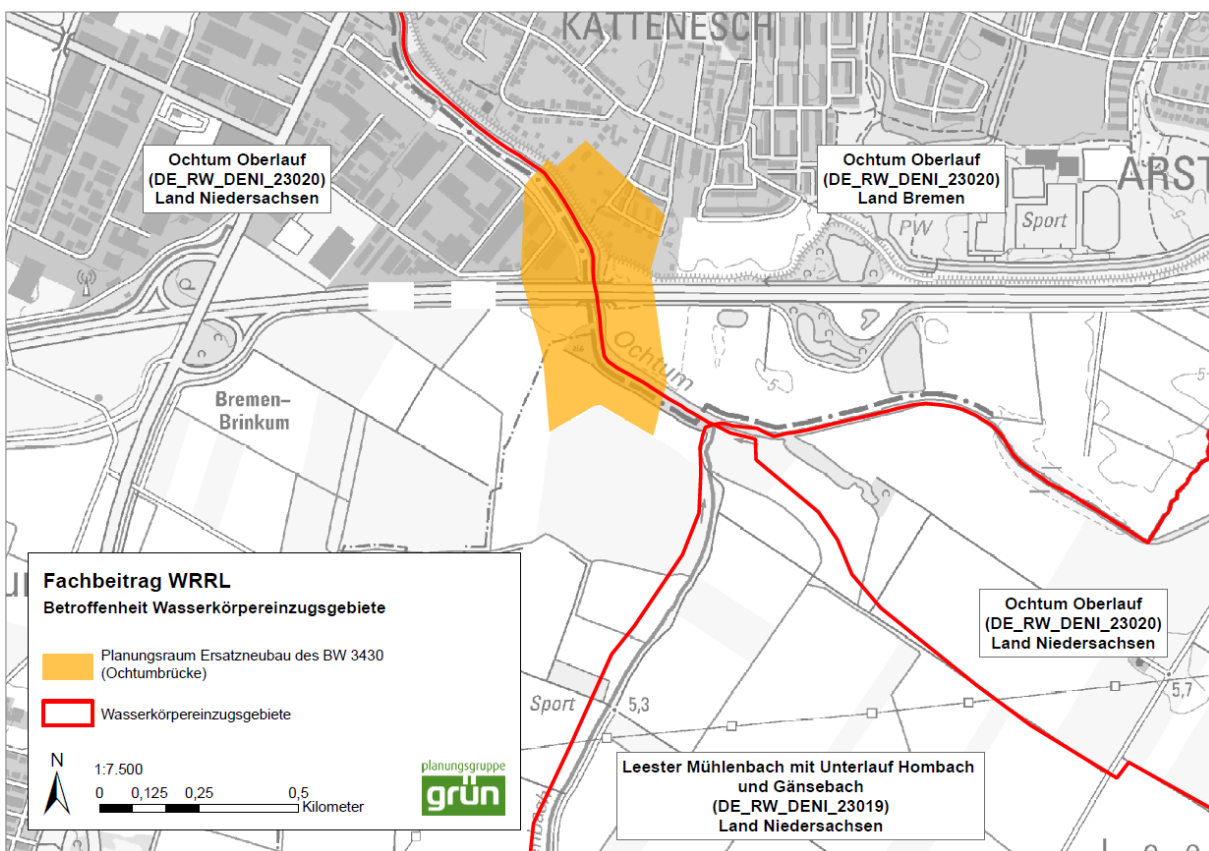 KATTENESCH
Ochtum Oberlauf
(DE_RW_DENI_23020)
Land Niedersachsen
Ochtum Oberlauf
(DE_RW_DENI_23020)
Land Bremen
ARST
Sport
PW
Ochtum
5
5
Bremen-
Brinkum
Ochtum Oberlauf
(DE_RW_DENI_23020)
Land Niedersachsen
5,7
Sport
5,3
Leester Mühlenbach mit Unterlauf Hombach
und Gänsebach
(DE_RW_DENI_23019)
Land Niedersachsen
Fachbeitrag WRRL
Betroffenheit Wasserkörpereinzugsgebiete
Planungsraum Ersatzneubau des BW 3430
(Ochtumbrücke)
Wasserkörpereinzugsgebiete
N
1:7.500
0 0,125 0,25 0,5
Kilometer
planungsgruppe
grün
enbach
L e e